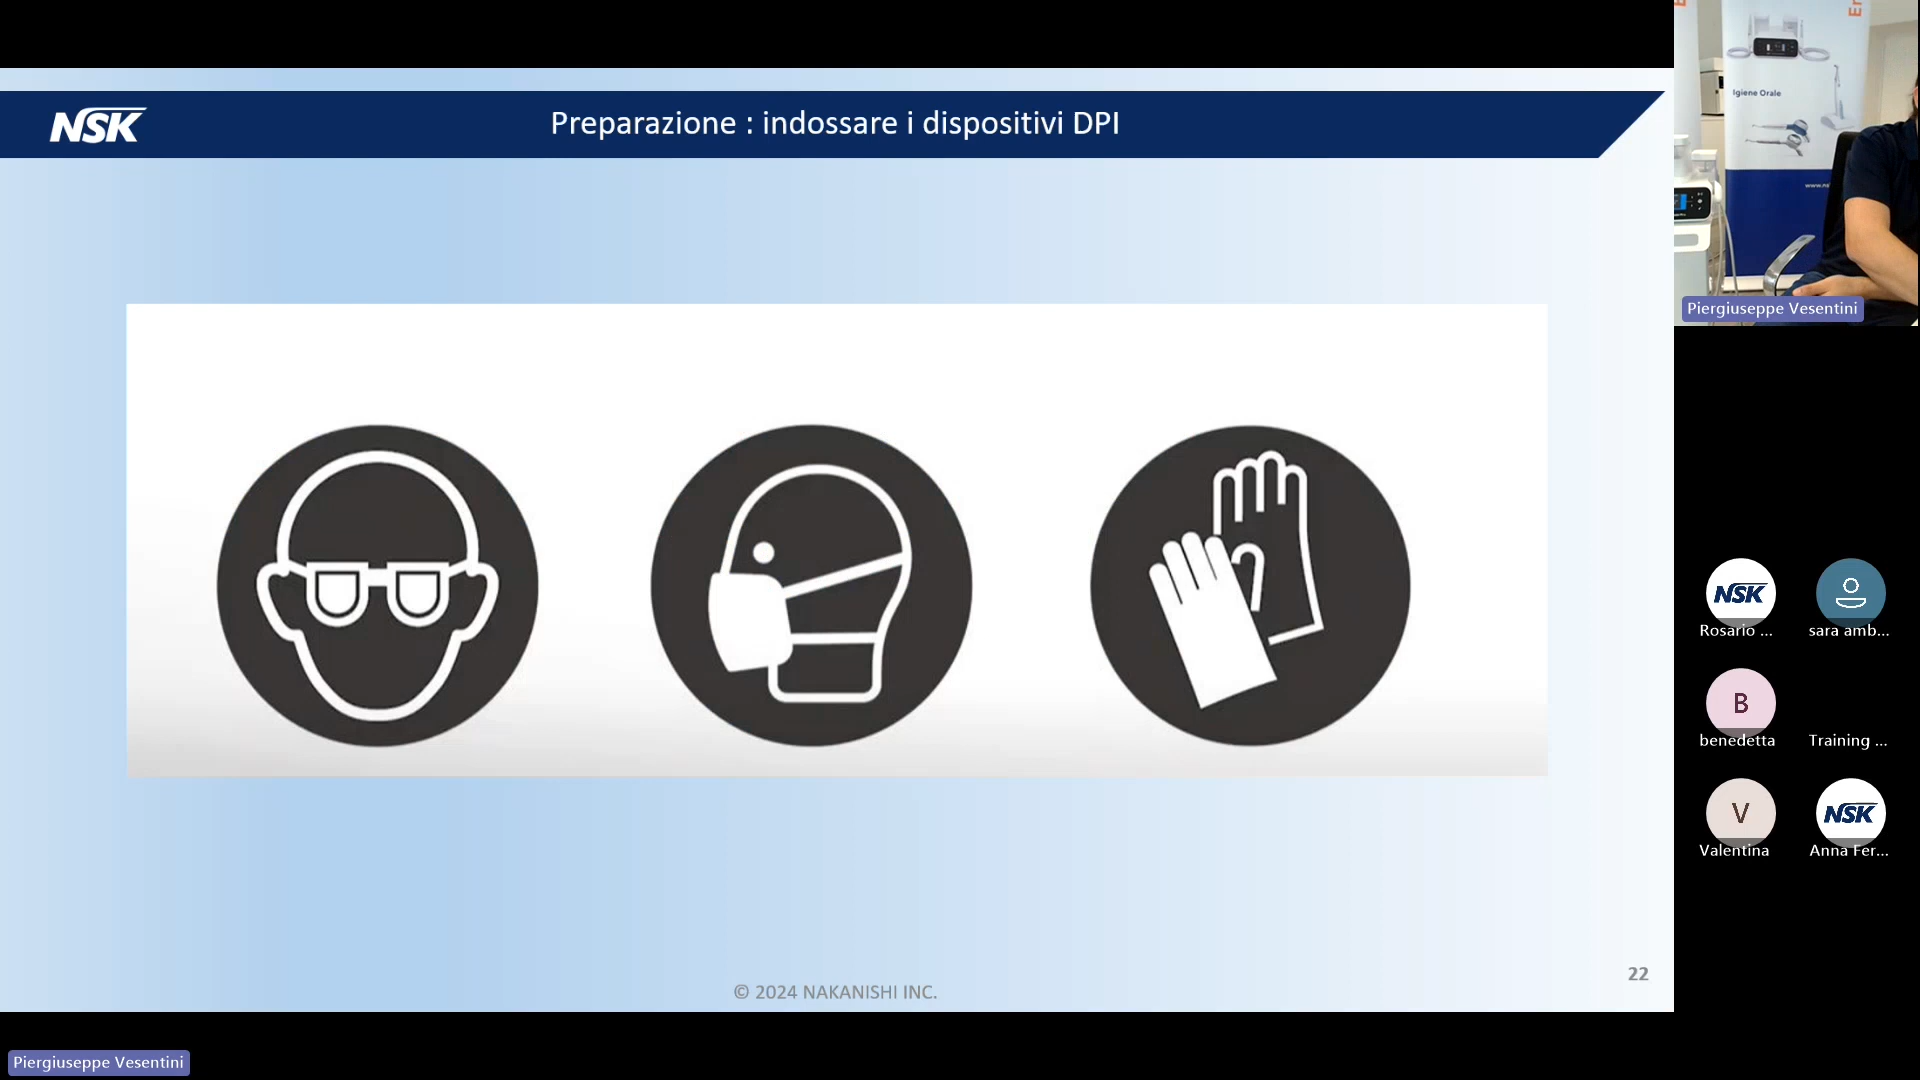 NSK
Preparazione : indossare i dispositivi DPI
© 2024 NAKANISHI INC.
22
Piergiuseppe Vesentini
Igiene Orale
Piergiuseppe Vesentini
NSK
Rosario ...
sara amb...
B
benedetta
Training ...
V
Valentina
NSK
Anna Fer...